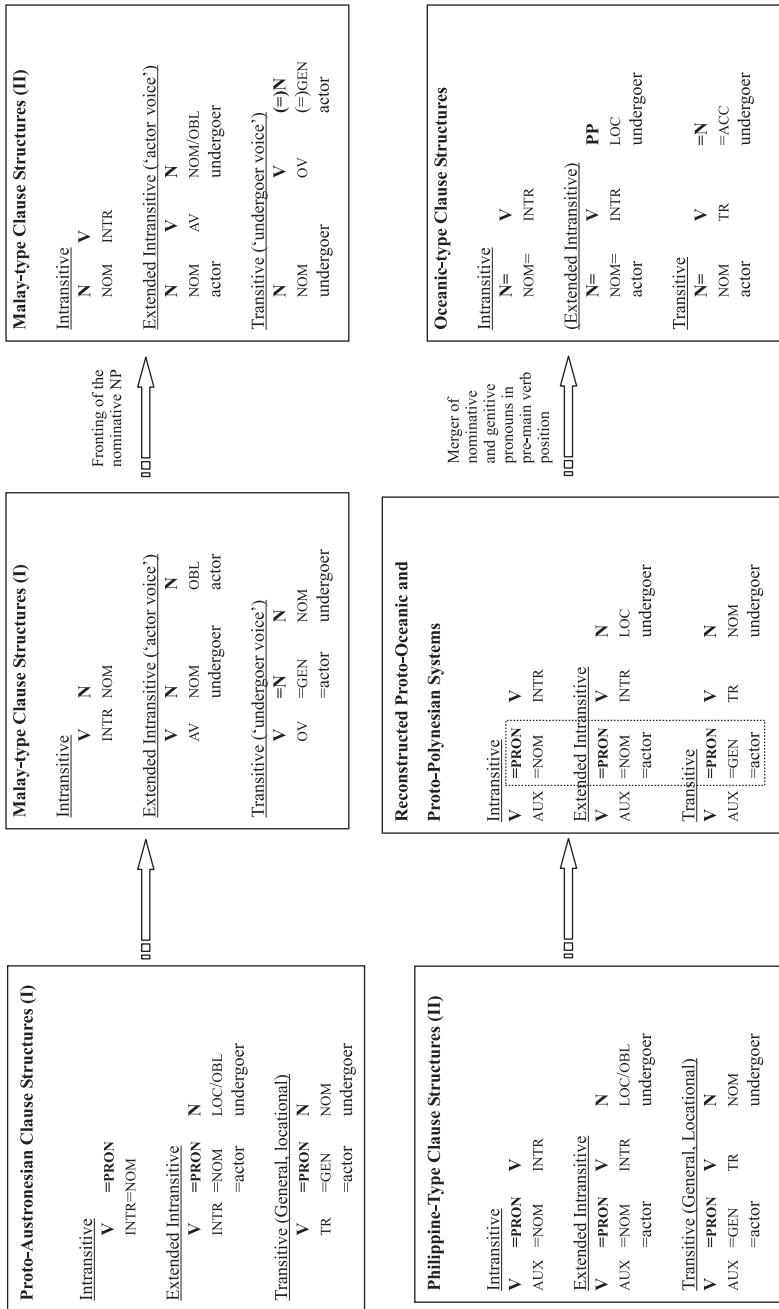 Proto-Austronesian Clause Structures (I)
Intransitive
V =PRON
INTR=NOM
Extended Intransitive
V =PRON N
INTR =NOM LOC/OBL
=actor undergoer
Transitive (General, locational)
V =PRON N
TR =GEN NOM
=actor undergoer
Malay-type Clause Structures (I)
Intransitive
V N
INTR NOM
Extended Intransitive ('actor voice')
V N N
AV NOM OBL
undergoer actor
Transitive ('undergoer voice')
V =N N
OV =GEN NOM
=actor undergoer
Fronting of the
nominative NP
Malay-type Clause Structures (II)
Intransitive
N V
NOM INTR
Extended Intransitive ('actor voice')
N V N
NOM AV NOM/OBL
actor undergoer
Transitive ('undergoer voice')
N V (=)N
NOM OV (=)GEN
undergoer actor
Philippine-Type Clause Structures (II)
Intransitive
V =PRON V
AUX =NOM INTR
Extended Intransitive
V =PRON V N
AUX =NOM INTR LOC/OBL
=actor undergoer
Transitive (General, Locational)
V =PRON V N
AUX =GEN TR NOM
=actor undergoer
Reconstructed Proto-Oceanic and
Proto-Polynesian Systems
Intransitive
V =PRON V
AUX =NOM INTR
Extended Intransitive
V =PRON V N
AUX =NOM INTR LOC
=actor undergoer
Transitive
V =PRON V N
AUX =GEN TR NOM
=actor undergoer
Merger of
nominative
and genitive
pronouns in
pre-main verb
position
Oceanic-type Clause Structures
Intransitive
N= V
NOM= INTR
(Extended Intransitive)
N= V PP
NOM= INTR LOC
actor undergoer
Transitive
N= V =N
NOM TR =ACC
actor undergoer